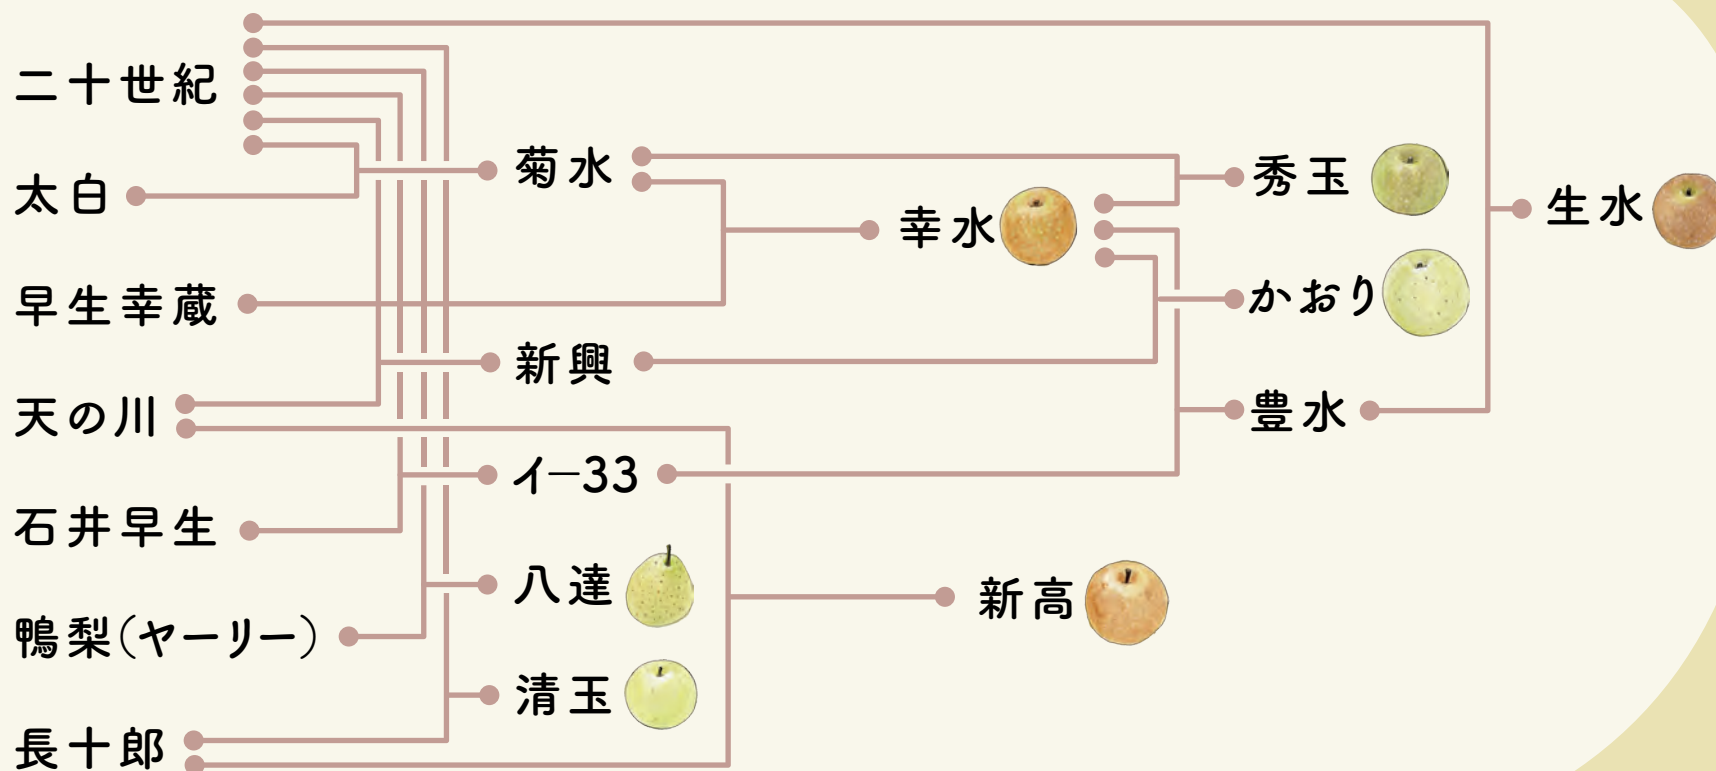 二十世紀
太白
早生幸蔵
天の川
石井早生
鴨梨（ヤーリー）
長十郎
菊水
新興
イ−33
八達
清玉
幸水
新高
秀玉
かおり
豊水
生水